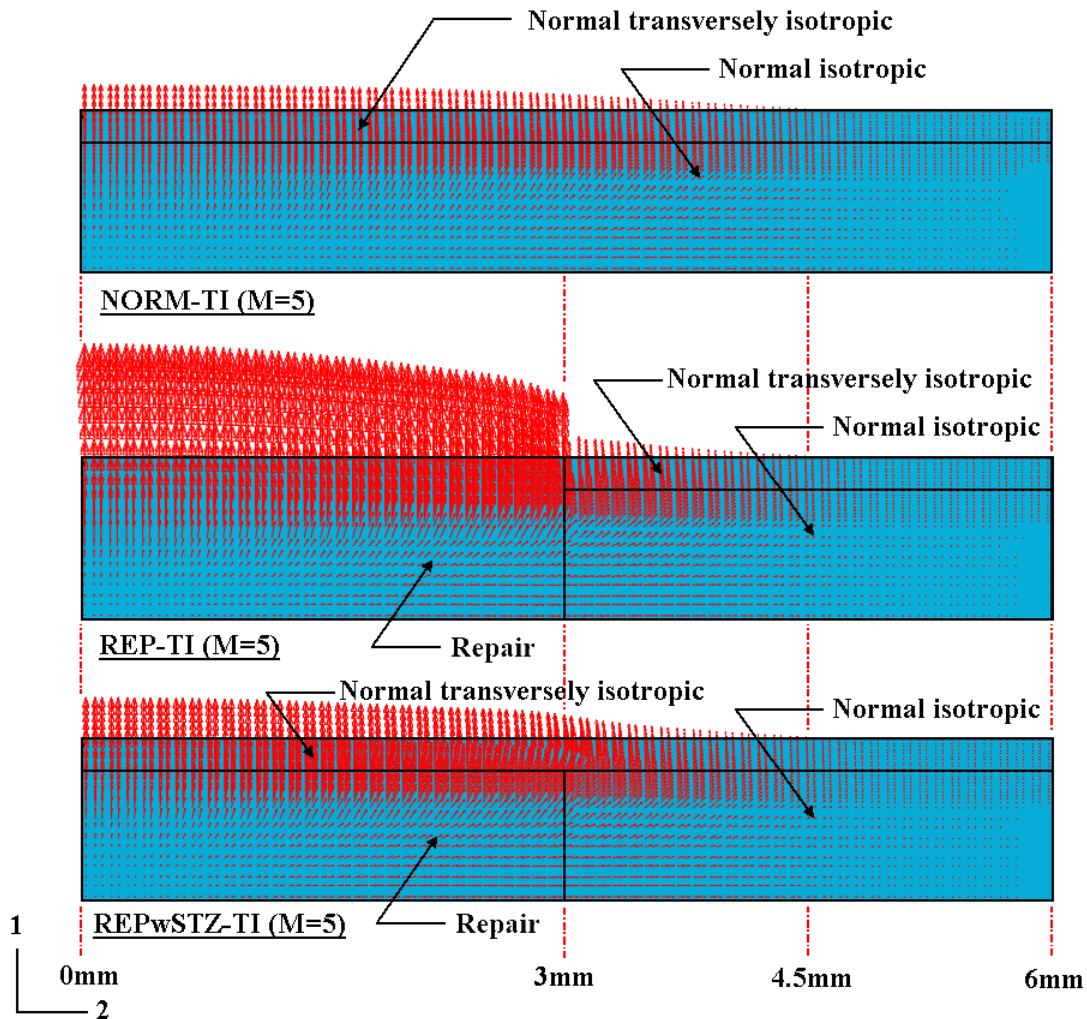 Normal transversely isotropic
Normal isotropic
NORM-TI (M=5)
Normal transversely isotropic
Normal isotropic
REP-TI (M=5)
Repair
Normal transversely isotropic
Normal isotropic
REPwSTZ-TI (M=5)
Repair
1
2
0mm
3mm
4.5mm
6mm